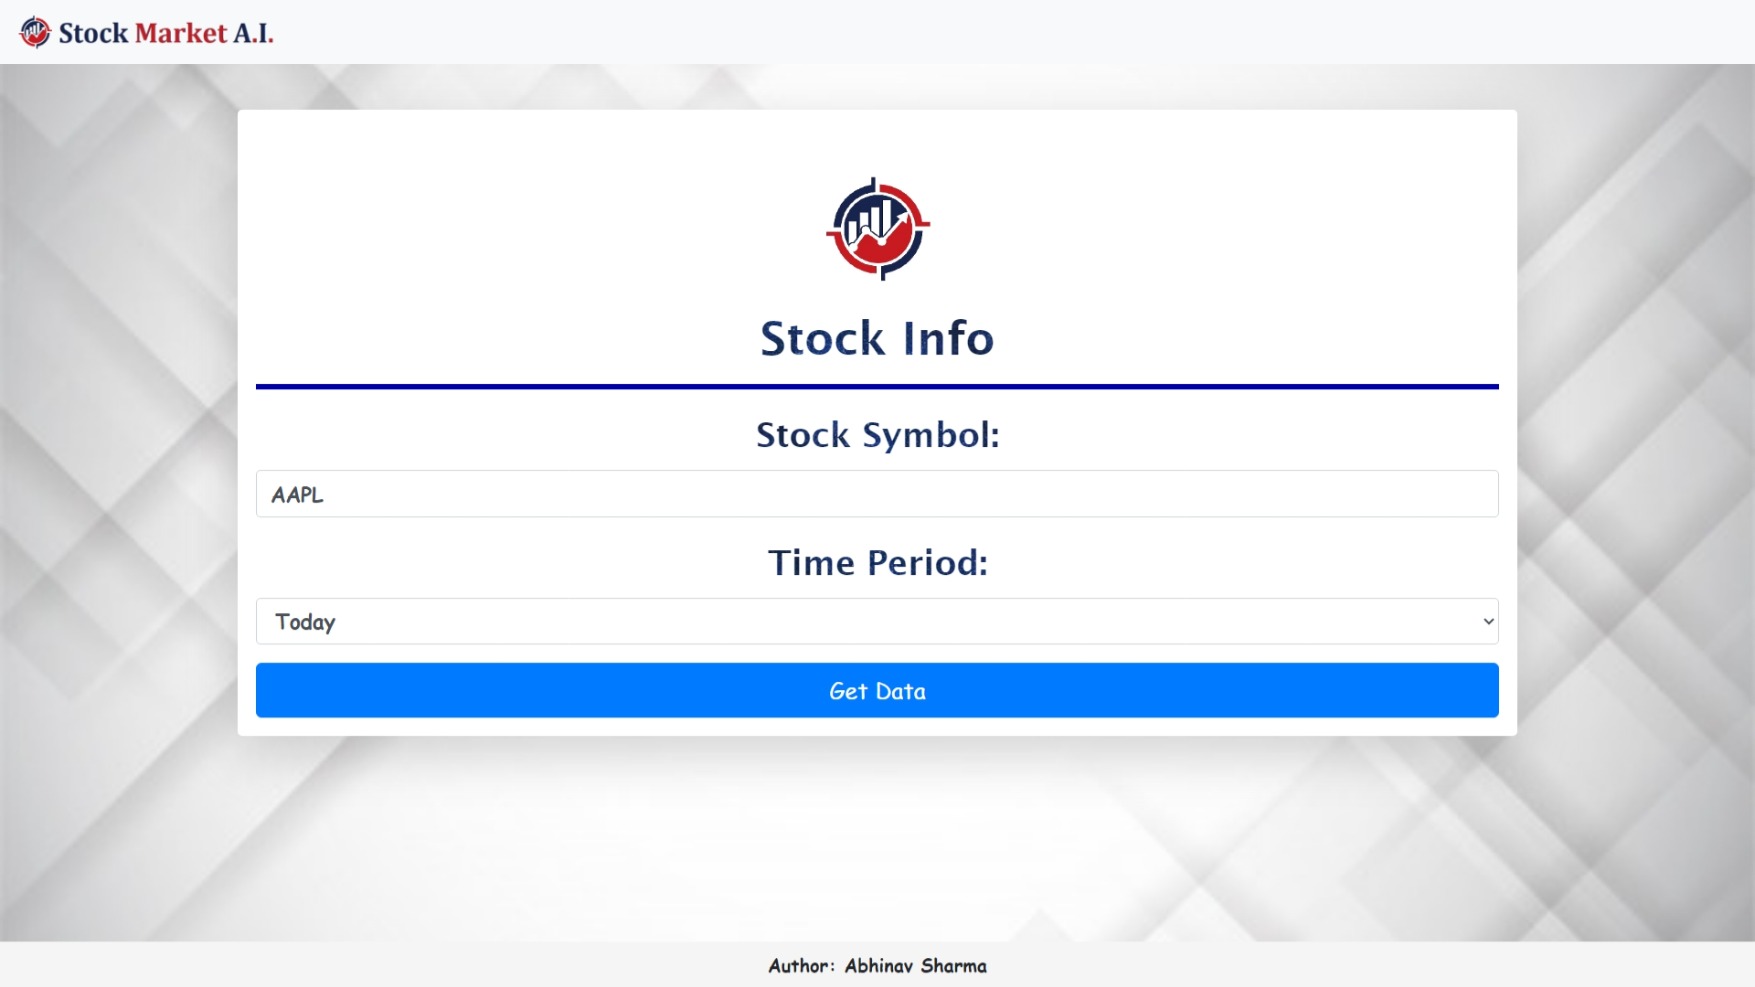 Stock Market A.I.
Stock Info
Stock Symbol:
AAPL
Time Period:
Today
Get Data
Author: Abhinav Sharma